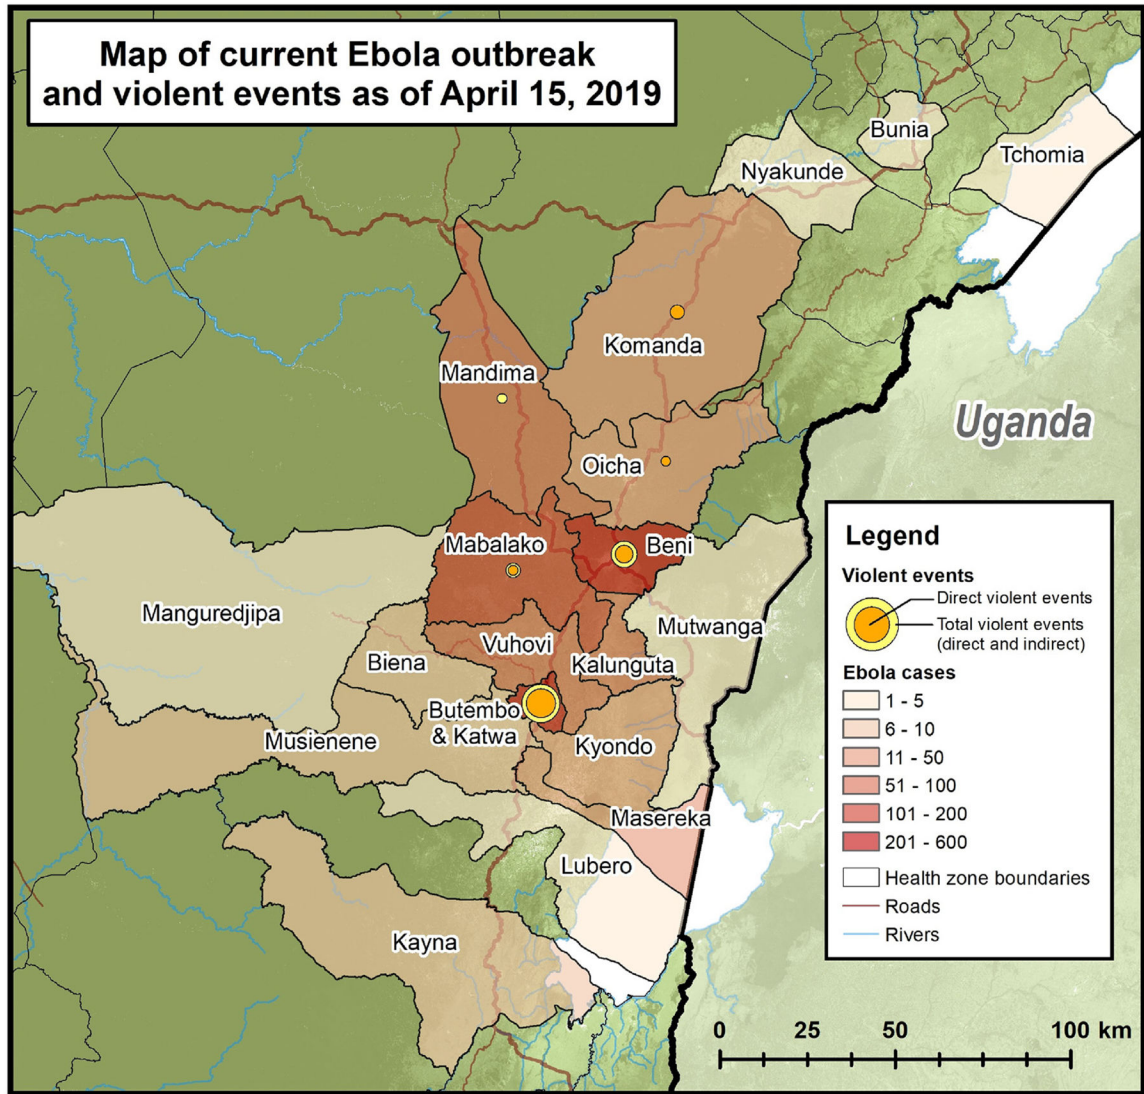 Map of current Ebola outbreak
and violent events as of April 15, 2019
Bunia
Tchomia
Nyakunde
Komanda
Mandima
Uganda
Oicha
Mabalako
Beni
Manguredjipa
Mutwanga
Vuhovi
Biena
Kalunguta
Butembo
& Katwa
Musienene
Kyondo
Masereka
Lubero
Kayna
Legend
Violent events
Direct violent events
Total violent events
(direct and indirect)
Ebola cases
1 - 5
6 - 10
11 - 50
51 - 100
101 - 200
201 - 600
Health zone boundaries
Roads
Rivers
0 25 50 100 km